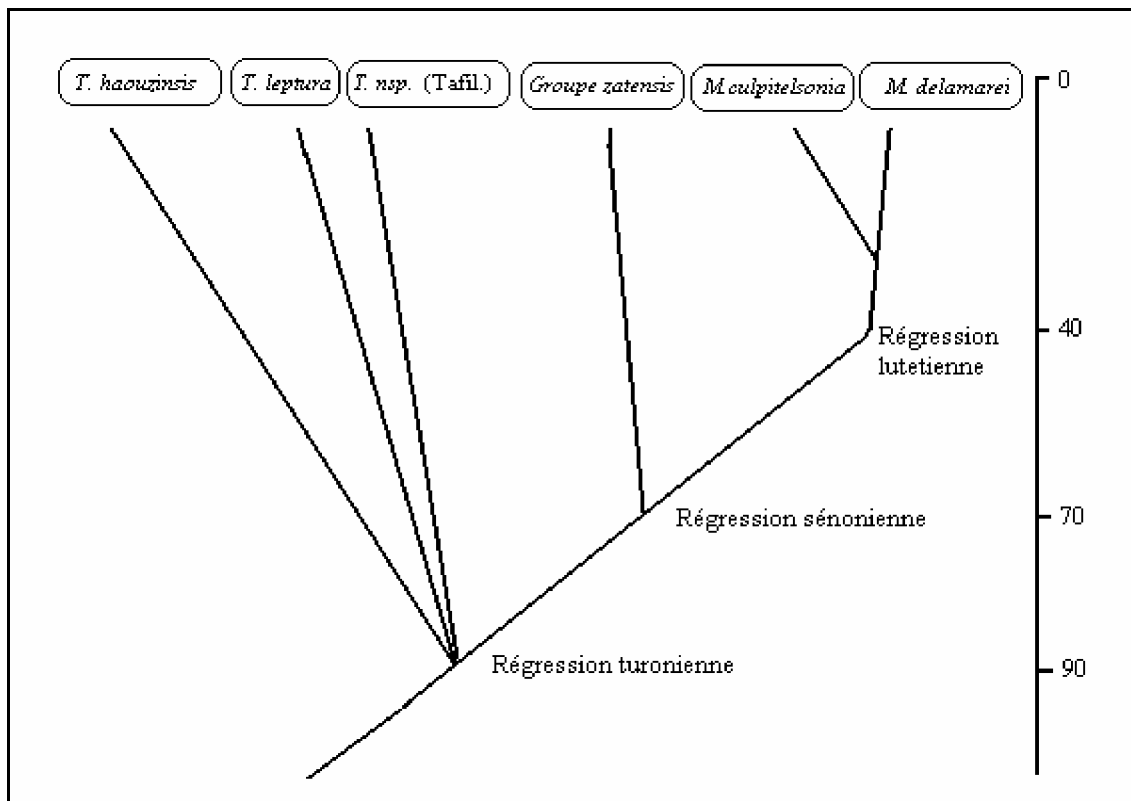 T. haouzinsis
T. leptura
T. nsp. (Tafil.)
Groupe zatensis
M.culpitelsonia
M. delamarei
0
40
Régression
lutetienne
Régression sénonienne
70
Régression turonienne
90